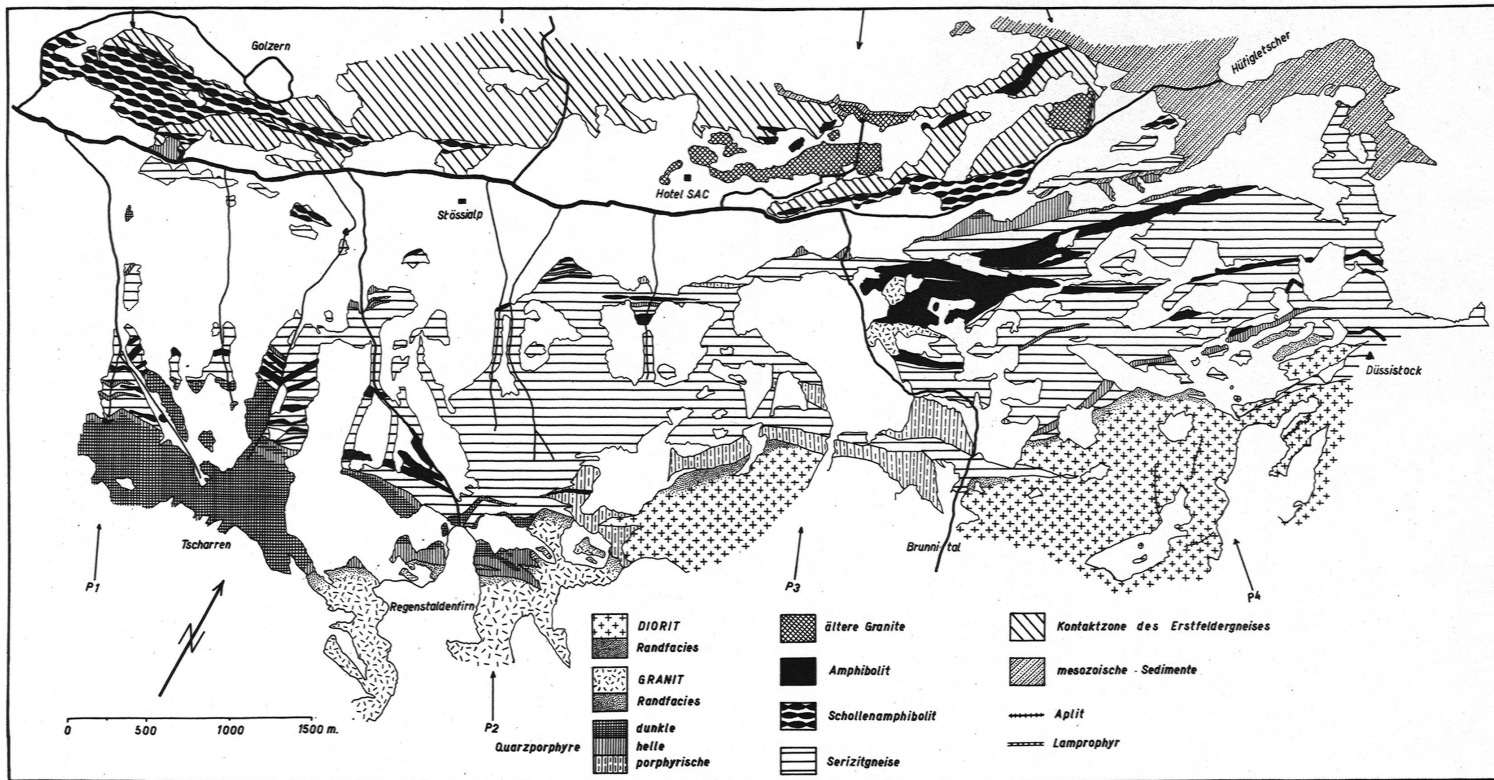 Golzern
Hüfigletscher
Hotel SAC
Stössialp
Düssistock
Tscharren
Brunni-tal
P1
P3
P4
Regenstaldenfirn
P2
N
0 500 1000 1500 m.
DIORIT
Randfacies
GRANIT
Randfacies
Quarzporphyre
dunkle
helle
porphyrische
ältere Granite
Amphibolit
Schollenamphibolit
Serizitgneise
Kontaktzone des Erstfeldergneises
mesozoische - Sedimente
Aplit
Lamprophyr